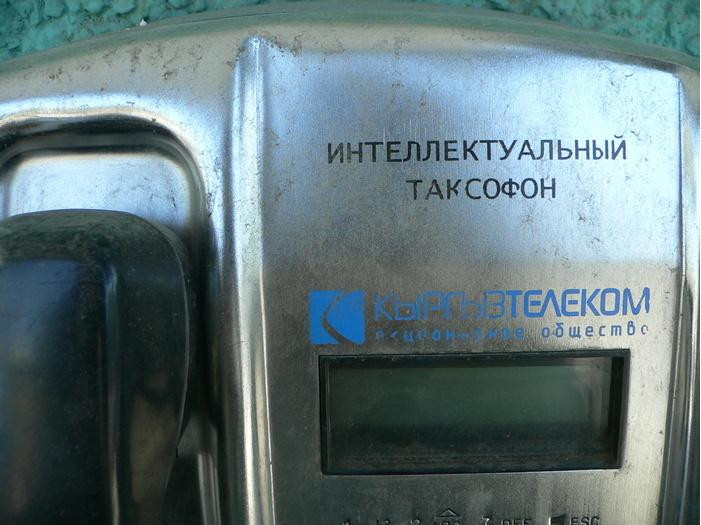 ИНТЕЛЛЕКТУАЛЬНЫЙ
ТАКСОФОН
КЫРГЫЗТЕЛЕКОМ
акционерное общество